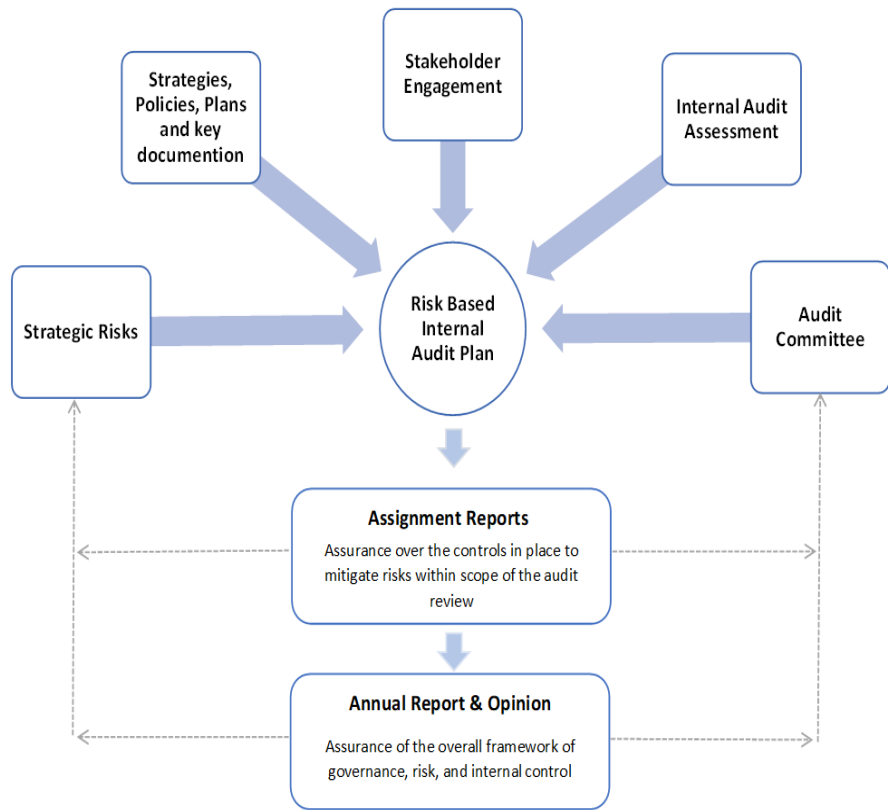 Stakeholder
Engagement
Strategies,
Policies, Plans
and key
documention
Internal Audit
Assessment
Strategic Risks
Risk Based
Internal
Audit Plan
Audit
Committee
Assignment Reports
Assurance over the controls in place to
mitigate risks within scope of the audit
review
Annual Report & Opinion
Assurance of the overall framework of
governance, risk, and internal control